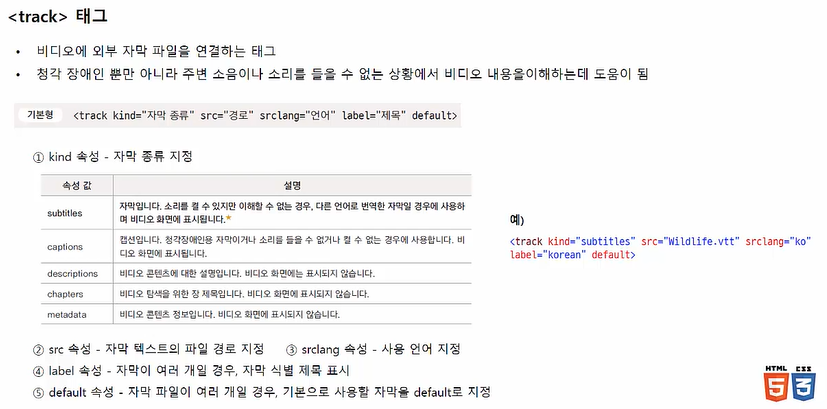 <track> 태그
• 비디오에 외부 자막 파일을 연결하는 태그
• 청각 장애인 뿐만 아니라 주변 소음이나 소리를 들을 수 없는 상황에서 비디오 내용을이해하는데 도움이 됨
기본형 <track kind="자막 종류" src="경로" srclang="언어" label="제목" default>
① kind 속성 - 자막 종류 지정
속성 값 설명
subtitles 자막입니다. 소리를 켤 수 있지만 이해할 수 없는 경우, 다른 언어로 번역한 자막일 경우에 사용하
며 비디오 화면에 표시됩니다.*
captions 캡션입니다. 청각장애인용 자막이거나 소리를 들을 수 없거나 켤 수 없는 경우에 사용합니다. 비
디오 화면에 표시됩니다.
descriptions 비디오 콘텐츠에 대한 설명입니다. 비디오 화면에는 표시되지 않습니다.
chapters 비디오 탐색을 위한 장 제목입니다. 비디오 화면에 표시되지 않습니다.
metadata 비디오 콘텐츠 정보입니다. 비디오 화면에 표시되지 않습니다.
예)
<track kind="subtitles" src="Wildlife.vtt" srclang="ko"
label="korean" default>
② src 속성 - 자막 텍스트의 파일 경로 지정 ③ srclang 속성 - 사용 언어 지정
④ label 속성 - 자막이 여러 개일 경우, 자막 식별 제목 표시
⑤ default 속성 - 자막 파일이 여러 개일 경우, 기본으로 사용할 자막을 default로 지정
HTML CSS
5 3